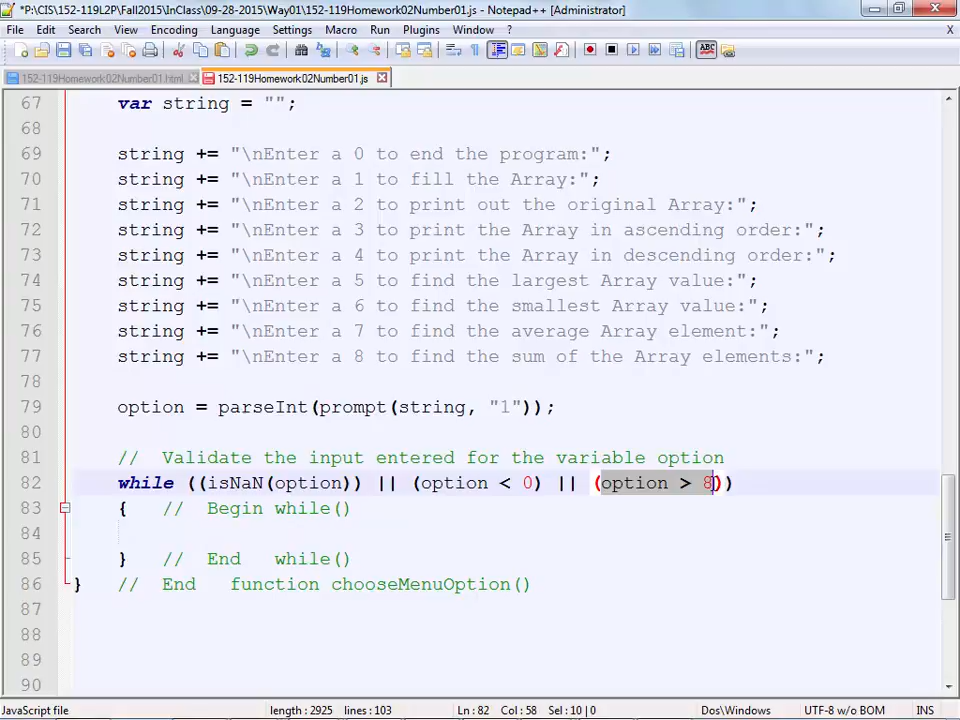 *P:\CIS\152-119L2P\Fall2015\InClass\09-28-2015\Way01\152-119Homework02Number01.js - Notepad++ [Administrator]
File Edit Search View Encoding Language Settings Macro Run Plugins Window ? X
152-119Homework02Number01.html 152-119Homework02Number01.js
67 var string = "";
68
69 string += "\nEnter a 0 to end the program:";
70 string += "\nEnter a 1 to fill the Array:";
71 string += "\nEnter a 2 to print out the original Array:";
72 string += "\nEnter a 3 to print the Array in ascending order:";
73 string += "\nEnter a 4 to print the Array in descending order:";
74 string += "\nEnter a 5 to find the largest Array value:";
75 string += "\nEnter a 6 to find the smallest Array value:";
76 string += "\nEnter a 7 to find the average Array element:";
77 string += "\nEnter a 8 to find the sum of the Array elements:";
78
79 option = parseInt(prompt(string, "1"));
80
81 // Validate the input entered for the variable option
82 while ((isNaN(option)) || (option < 0) || (option > 8))
83 { // Begin while()
84
85 } // End while()
86 } // End function chooseMenuOption()
87
88
89
90
JavaScript file length : 2925 lines : 103 Ln : 82 Col : 58 Sel : 10 | 0 Dos\Windows UTF-8 w/o BOM INS